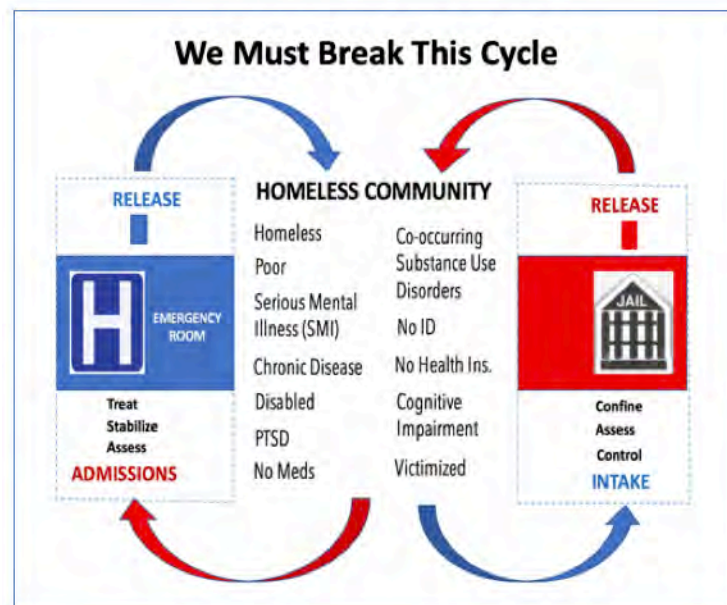 We Must Break This Cycle
RELEASE
H
EMERGENCY
ROOM
Treat
Stabilize
Assess
ADMISSIONS
HOMELESS COMMUNITY
Homeless
Poor
Serious Mental
Illness (SMI)
Chronic Disease
Disabled
PTSD
No Meds
Co-occurring
Substance Use
Disorders
No ID
No Health Ins.
Cognitive
Impairment
Victimized
RELEASE
JAIL
Confine
Assess
Control
INTAKE